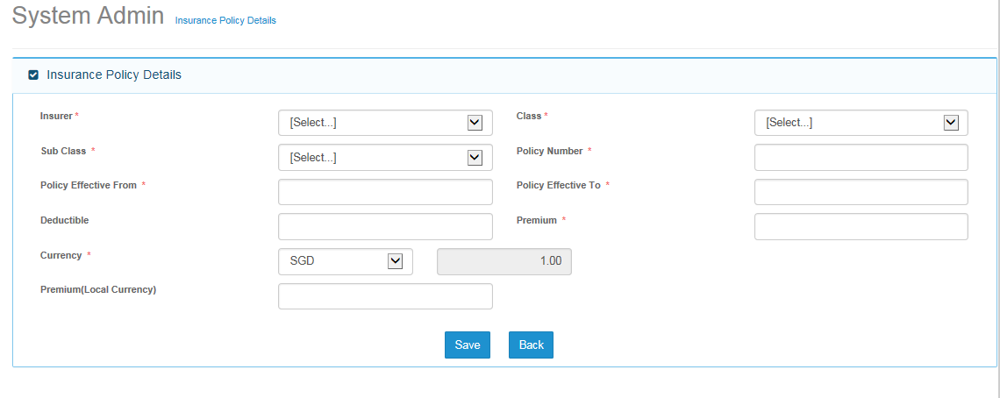 System Admin Insurance Policy Details
Insurance Policy Details
Insurer * [Select...] Class * [Select...]
Sub Class * [Select...] Policy Number *
Policy Effective From * Policy Effective To *
Deductible Premium *
Currency * SGD 1.00
Premium(Local Currency)
Save Back